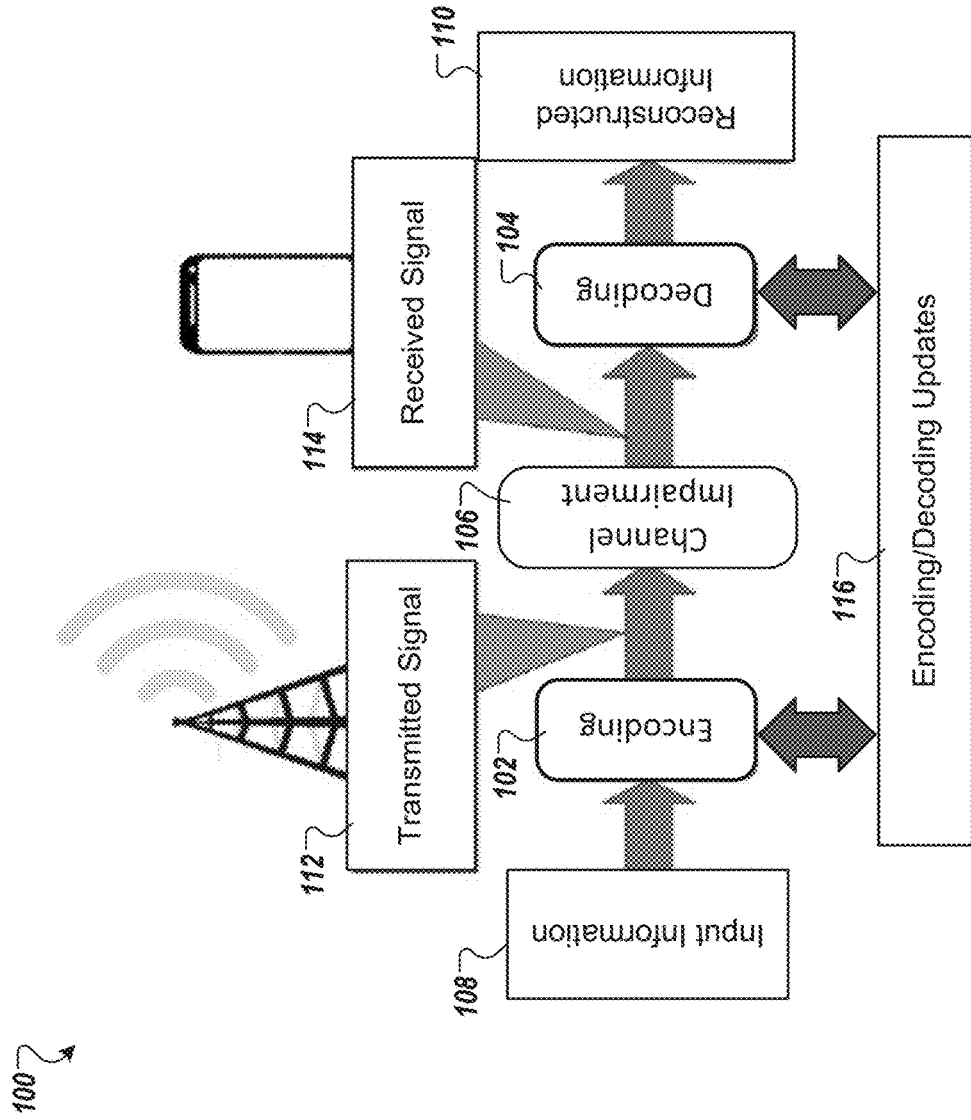 100
112
Transmitted Signal
114
Received Signal
108
Input Information
102
Encoding
106
Channel
Impairment
104
Decoding
110
Reconstructed
Information
116
Encoding/Decoding Updates